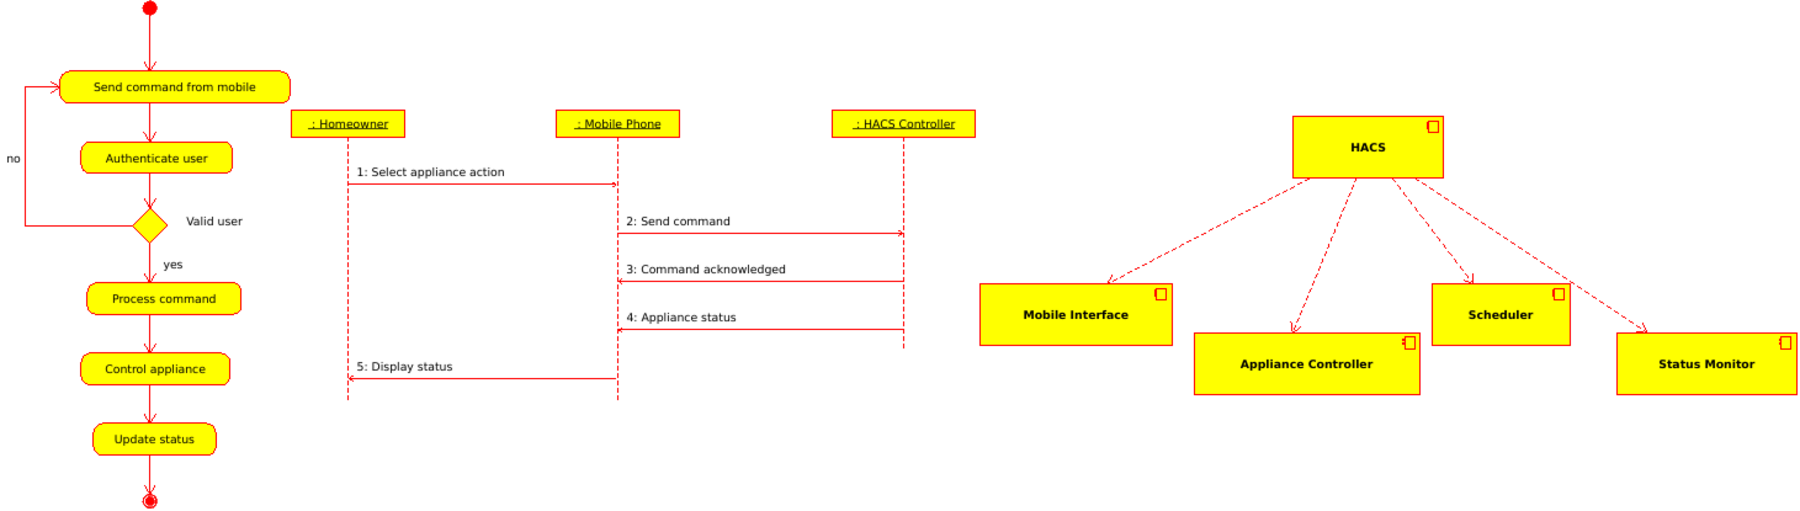 Send command from mobile
Authenticate user
no
Valid user
yes
Process command
Control appliance
Update status
: Homeowner
: Mobile Phone
: HACS Controller
1: Select appliance action
2: Send command
3: Command acknowledged
4: Appliance status
5: Display status
HACS
Mobile Interface
Appliance Controller
Scheduler
Status Monitor